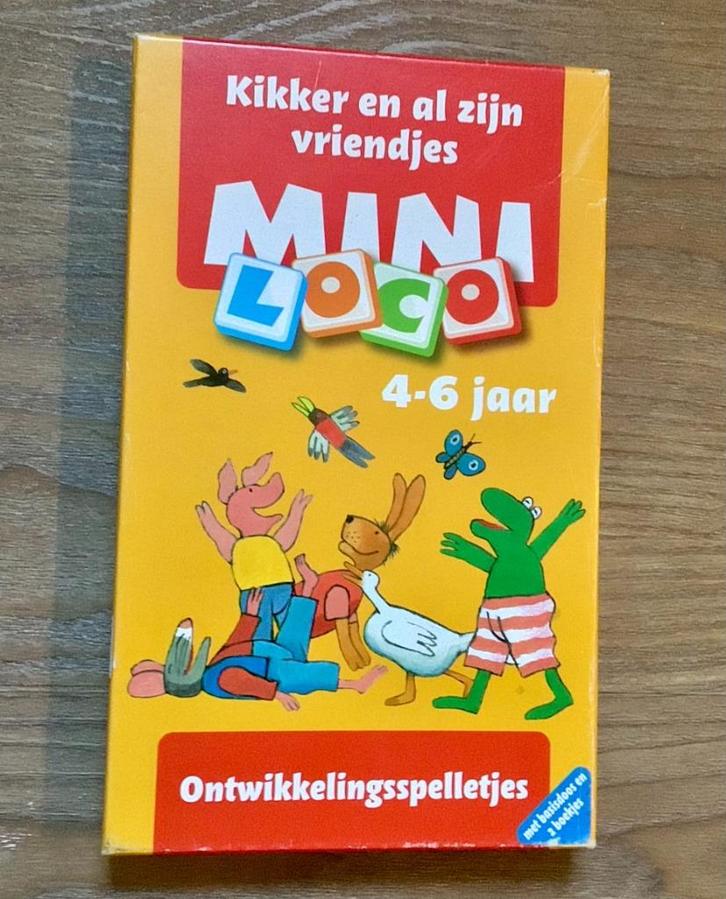 Kikker en al zijn
vriendjes
MINI
LOCO
4-6 jaar
Ontwikkelingsspelletjes
met basisdoos en
2 boekjes